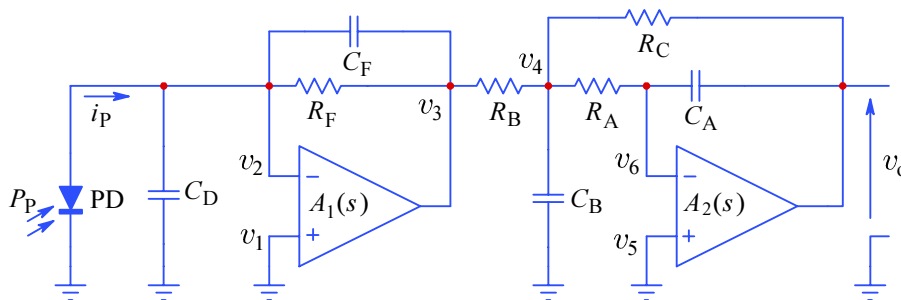 R_C
C_F
v_4
i_P
R_F
v_3
R_B
R_A
C_A
v_2
v_6
P_P
PD
C_D
A_1(s)
C_B
A_2(s)
v_1
v_5
−
+
−
+